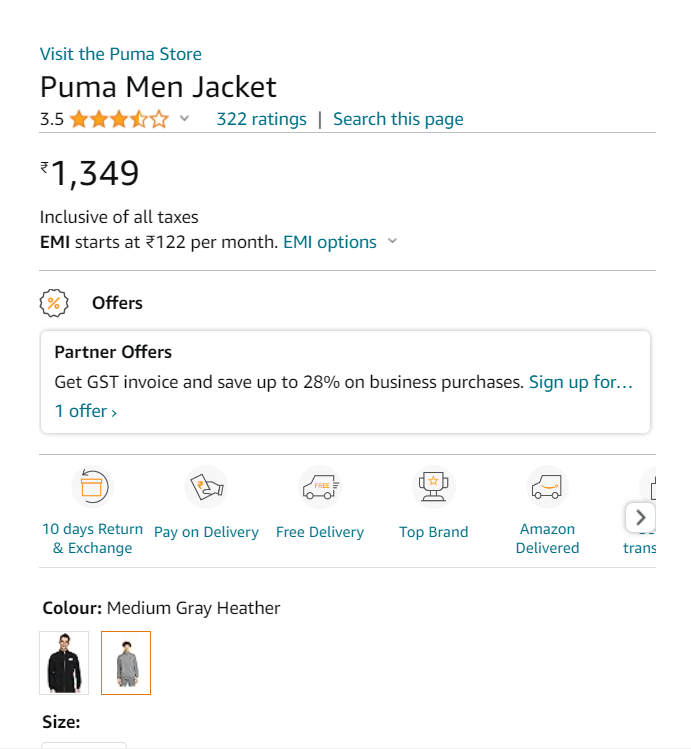 Visit the Puma Store
Puma Men Jacket
3.5 322 ratings | Search this page
₹1,349
Inclusive of all taxes
EMI starts at ₹122 per month. EMI options
Offers
Partner Offers
Get GST invoice and save up to 28% on business purchases. Sign up for…
1 offer ›
FREE
10 days Return & Exchange
Pay on Delivery
Free Delivery
Top Brand
Amazon Delivered
trans
Colour: Medium Gray Heather
Size: